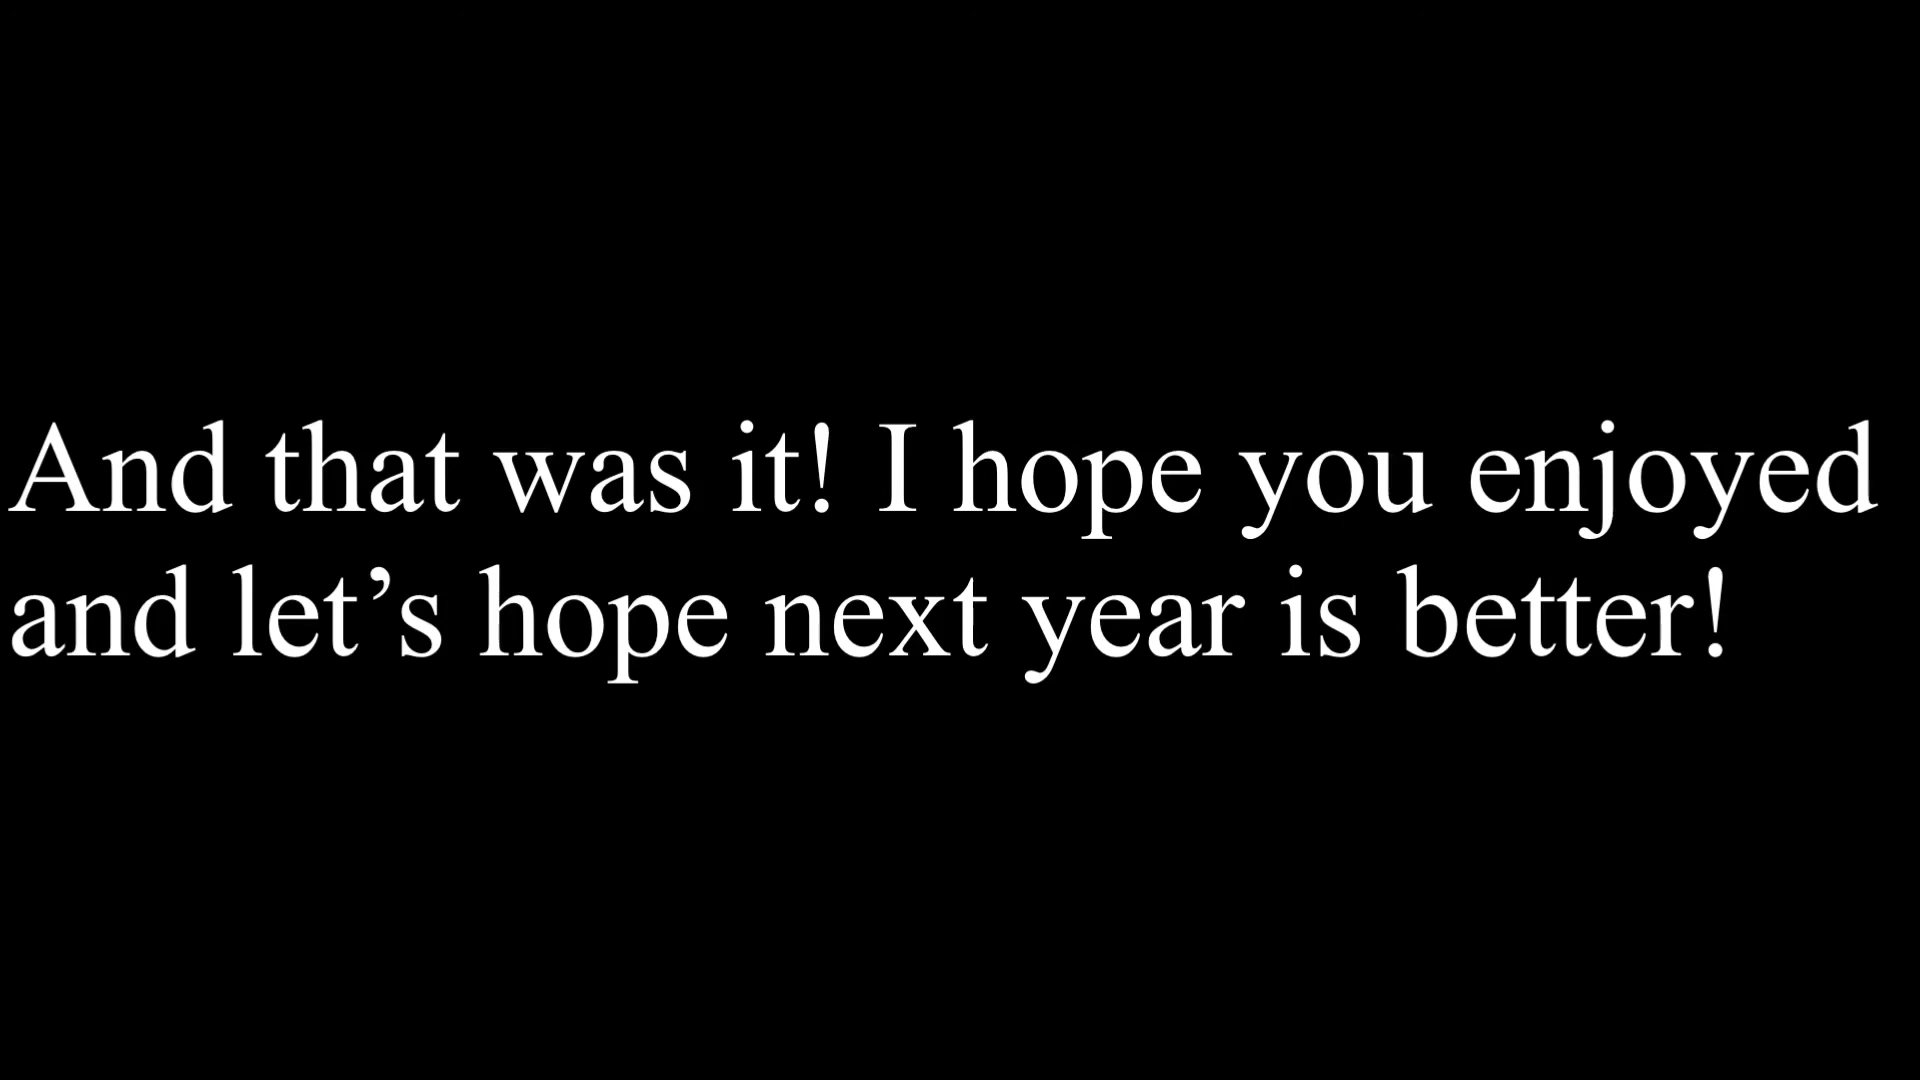 And that was it! I hope you enjoyed
and let’s hope next year is better!